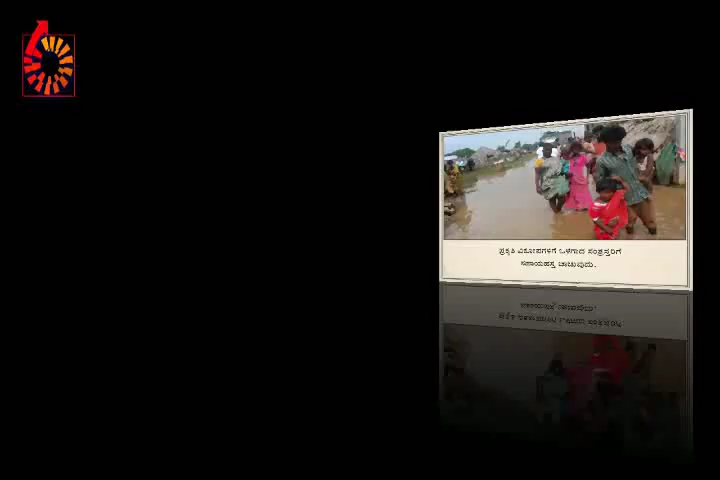 ಪ್ರಕೃತಿ ವಿಕೋಪಗಳಿಗೆ ಒಳಗಾದ ಸಂತ್ರಸ್ತರಿಗೆ
ಸಹಾಯಹಸ್ತ ಚಾಚುವುದು.